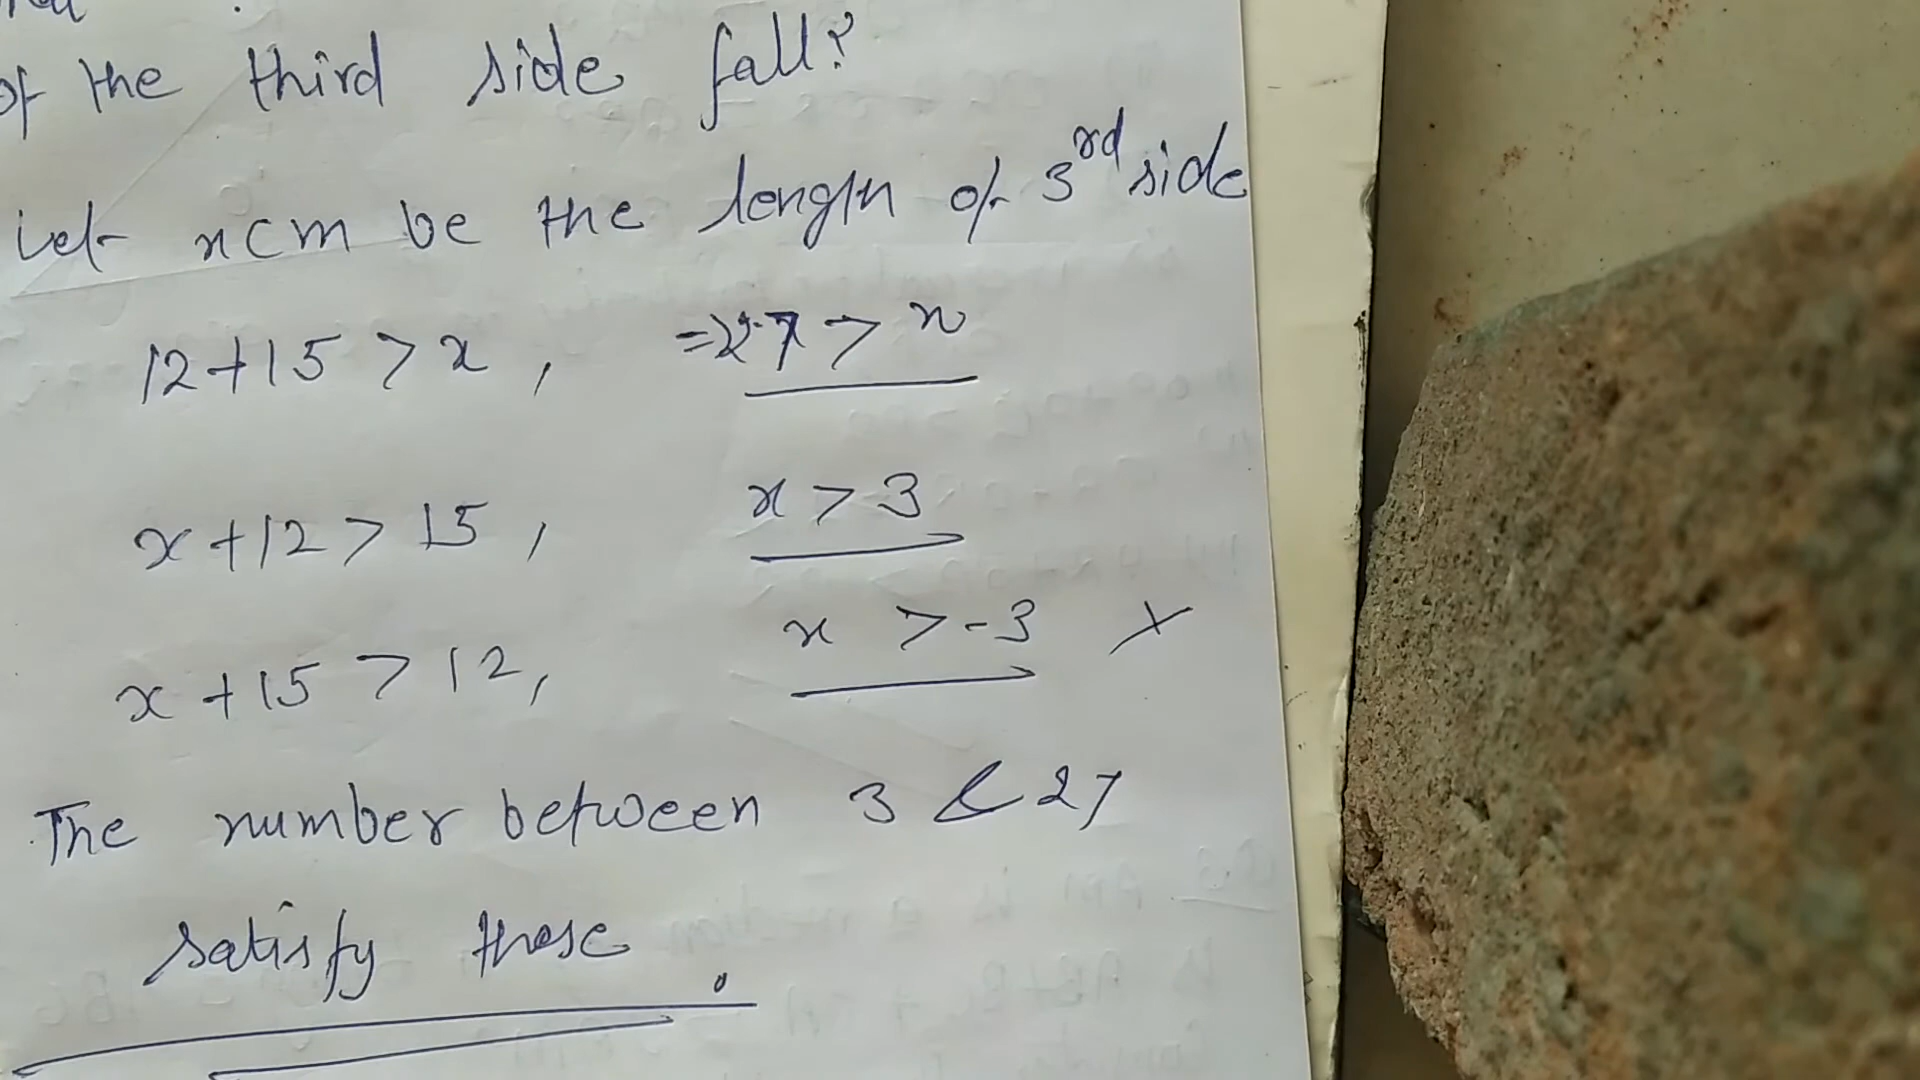 of the third side fall?
Let x cm be the length of 3rd side
12+15 > x, => 27 > x
x+12 > 15, x > 3
x+15 > 12, x > -3 ×
The number between 3 & 27
satisfy these.